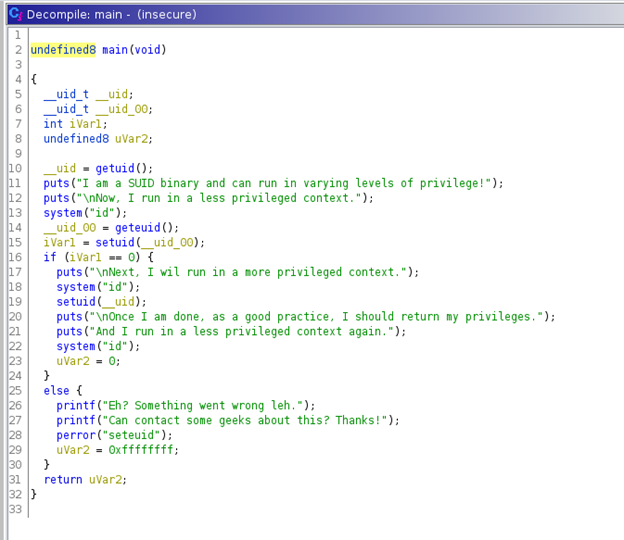 Decompile: main - (insecure)
1
2 undefined8 main(void)
3
4 {
5 __uid_t __uid;
6 __uid_t __uid_00;
7 int iVar1;
8 undefined8 uVar2;
9
10 __uid = getuid();
11 puts("I am a SUID binary and can run in varying levels of privilege!");
12 puts("\nNow, I run in a less privileged context.");
13 system("id");
14 __uid_00 = geteuid();
15 iVar1 = setuid(__uid_00);
16 if (iVar1 == 0) {
17 puts("\nNext, I wil run in a more privileged context.");
18 system("id");
19 setuid(__uid);
20 puts("\nOnce I am done, as a good practice, I should return my privileges.");
21 puts("And I run in a less privileged context again.");
22 system("id");
23 uVar2 = 0;
24 }
25 else {
26 printf("Eh? Something went wrong leh.");
27 printf("Can contact some geeks about this? Thanks!");
28 perror("seteuid");
29 uVar2 = 0xffffffff;
30 }
31 return uVar2;
32 }
33